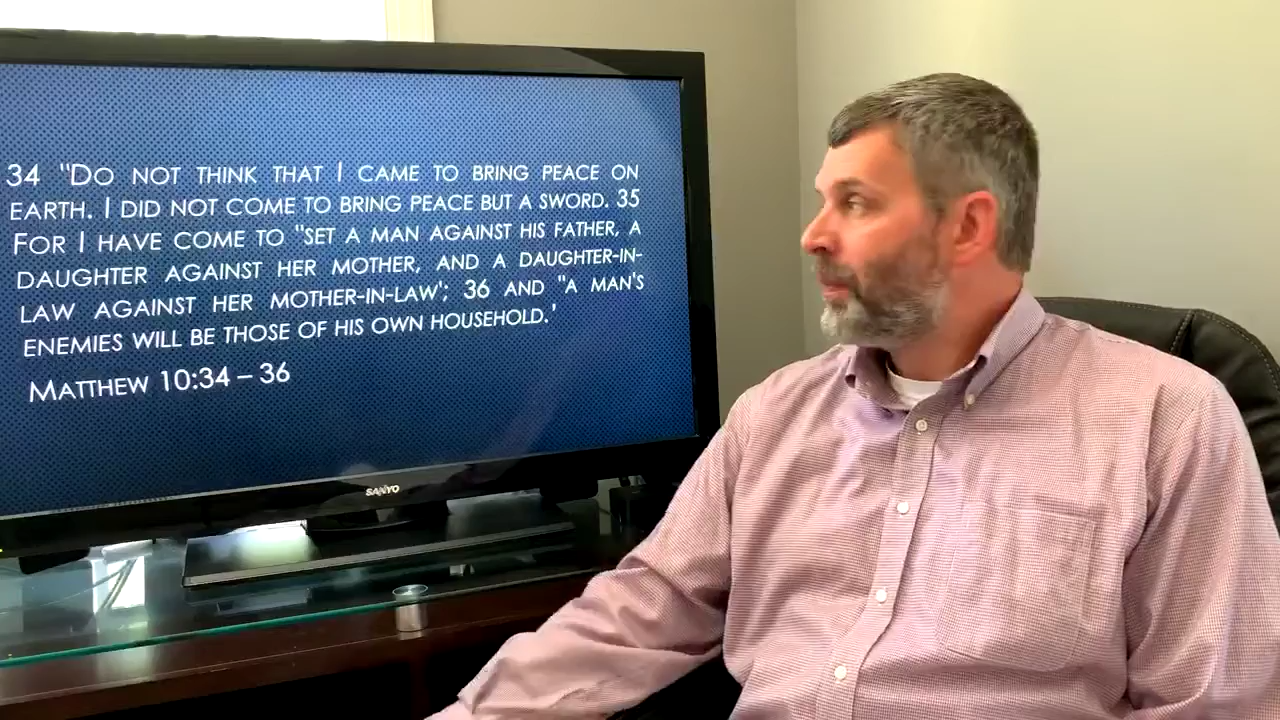 34 "Do not think that I came to bring peace on
earth. I did not come to bring peace but a sword. 35
For I have come to "set a man against his father, a
daughter against her mother, and a daughter-in-
law against her mother-in-law'; 36 and "a man's
enemies will be those of his own household.'
Matthew 10:34 – 36
SANYO